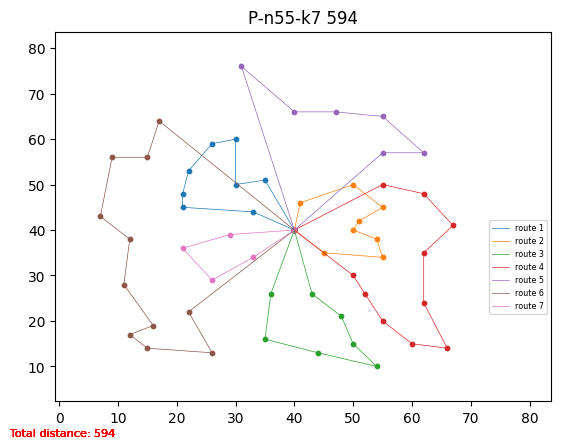 P-n55-k7 594
80
70
60
50
40
30
20
10
0 10 20 30 40 50 60 70 80
route 1
route 2
route 3
route 4
route 5
route 6
route 7
Total distance: 594